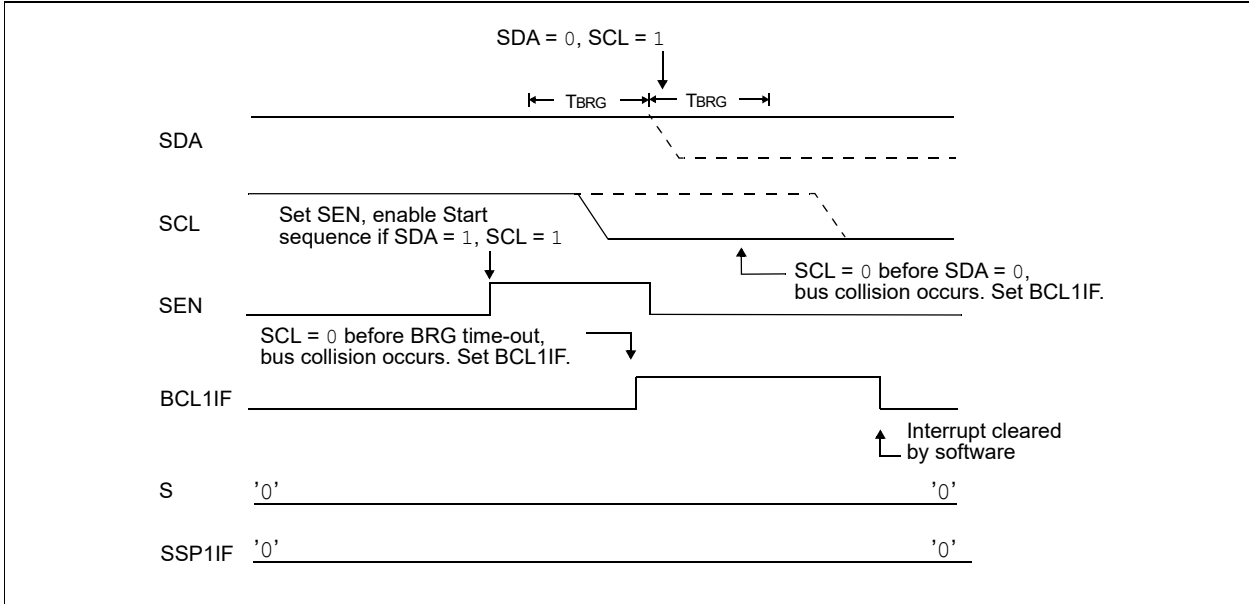 SDA = 0, SCL = 1
TBRG TBRG
SDA
SCL
Set SEN, enable Start
sequence if SDA = 1, SCL = 1
SCL = 0 before SDA = 0,
bus collision occurs. Set BCL1IF.
SEN
SCL = 0 before BRG time-out,
bus collision occurs. Set BCL1IF.
BCL1IF
Interrupt cleared
by software
S '0' '0'
SSP1IF '0' '0'